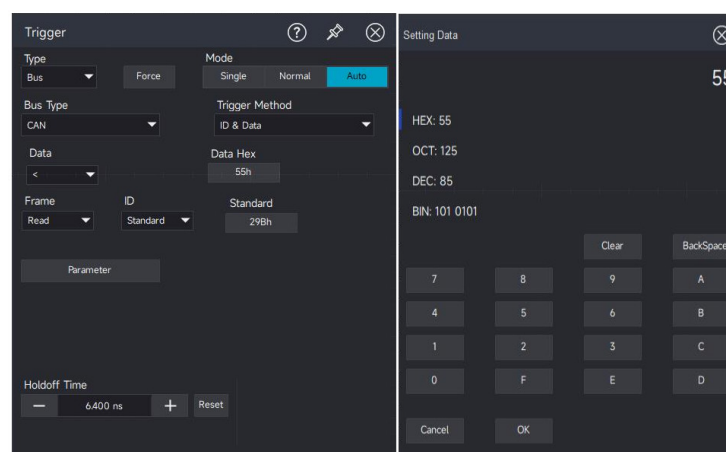 Trigger
?
Type
Mode
Bus
Force
Single
Normal
Auto
Bus Type
Trigger Method
CAN
ID & Data
Data
Data Hex
<
55h
Frame
ID
Standard
Read
Standard
29Bh
Parameter
Holdoff Time
6.400 ns
Reset
Setting Data
55
HEX: 55
OCT: 125
DEC: 85
BIN: 101 0101
Clear
BackSpace
7
8
9
A
4
5
6
B
1
2
3
C
0
F
E
D
Cancel
OK